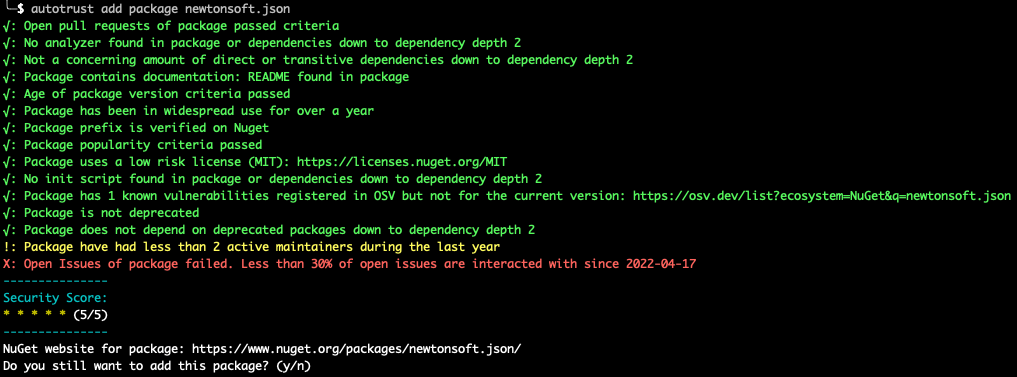 ╰─$ autotrust add package newtonsoft.json
√: Open pull requests of package passed criteria
√: No analyzer found in package or dependencies down to dependency depth 2
√: Not a concerning amount of direct or transitive dependencies down to dependency depth 2
√: Package contains documentation: README found in package
√: Age of package version criteria passed
√: Package has been in widespread use for over a year
√: Package prefix is verified on Nuget
√: Package popularity criteria passed
√: Package uses a low risk license (MIT): https://licenses.nuget.org/MIT
√: No init script found in package or dependencies down to dependency depth 2
√: Package has 1 known vulnerabilities registered in OSV but not for the current version: https://osv.dev/list?ecosystem=NuGet&q=newtonsoft.json
√: Package is not deprecated
√: Package does not depend on deprecated packages down to dependency depth 2
!: Package have had less than 2 active maintainers during the last year
X: Open Issues of package failed. Less than 30% of open issues are interacted with since 2022-04-17
---------------
Security Score:
* * * * * (5/5)
---------------
NuGet website for package: https://www.nuget.org/packages/newtonsoft.json/
Do you still want to add this package? (y/n)